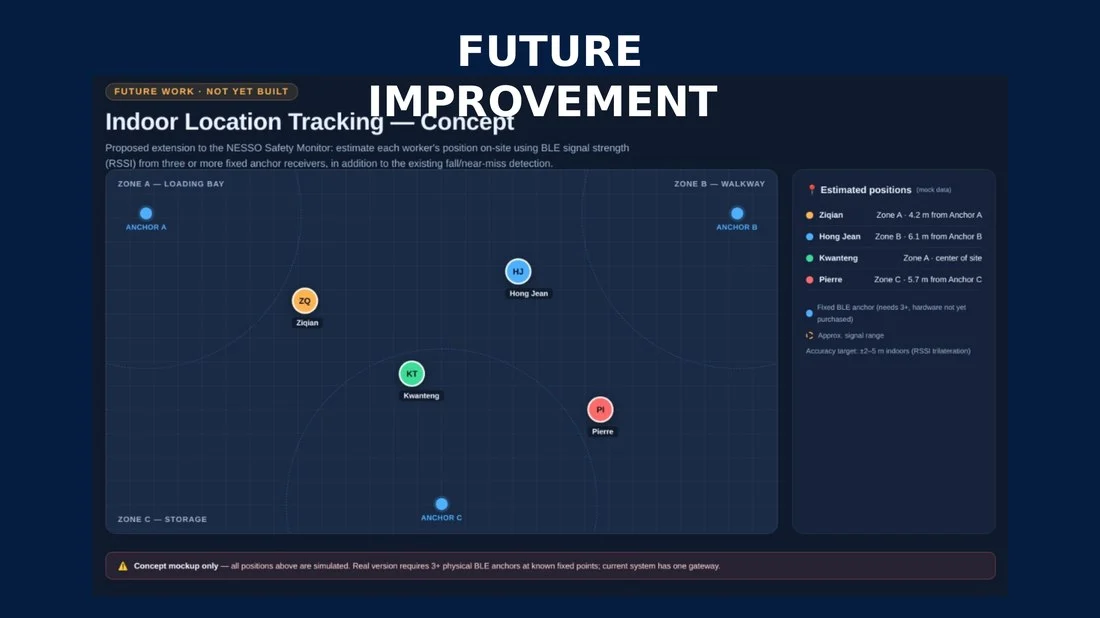 FUTURE
IMPROVEMENT
FUTURE WORK · NOT YET BUILT
Indoor Location Tracking — Concept
Proposed extension to the NESSO Safety Monitor: estimate each worker's position on-site using BLE signal strength
(RSSI) from three or more fixed anchor receivers, in addition to the existing fall/near-miss detection.
ZONE A — LOADING BAY
ZONE B — WALKWAY
ANCHOR A
ANCHOR B
HJ
Hong Jean
ZQ
Ziqian
KT
Kwanteng
PI
Pierre
ANCHOR C
ZONE C — STORAGE
Estimated positions (mock data)
Ziqian Zone A · 4.2 m from Anchor A
Hong Jean Zone B · 6.1 m from Anchor B
Kwanteng Zone A · center of site
Pierre Zone C · 5.7 m from Anchor C
Fixed BLE anchor (needs 3+, hardware not yet
purchased)
Approx. signal range
Accuracy target: ±2–5 m indoors (RSSI trilateration)
Concept mockup only — all positions above are simulated. Real version requires 3+ physical BLE anchors at known fixed points; current system has one gateway.